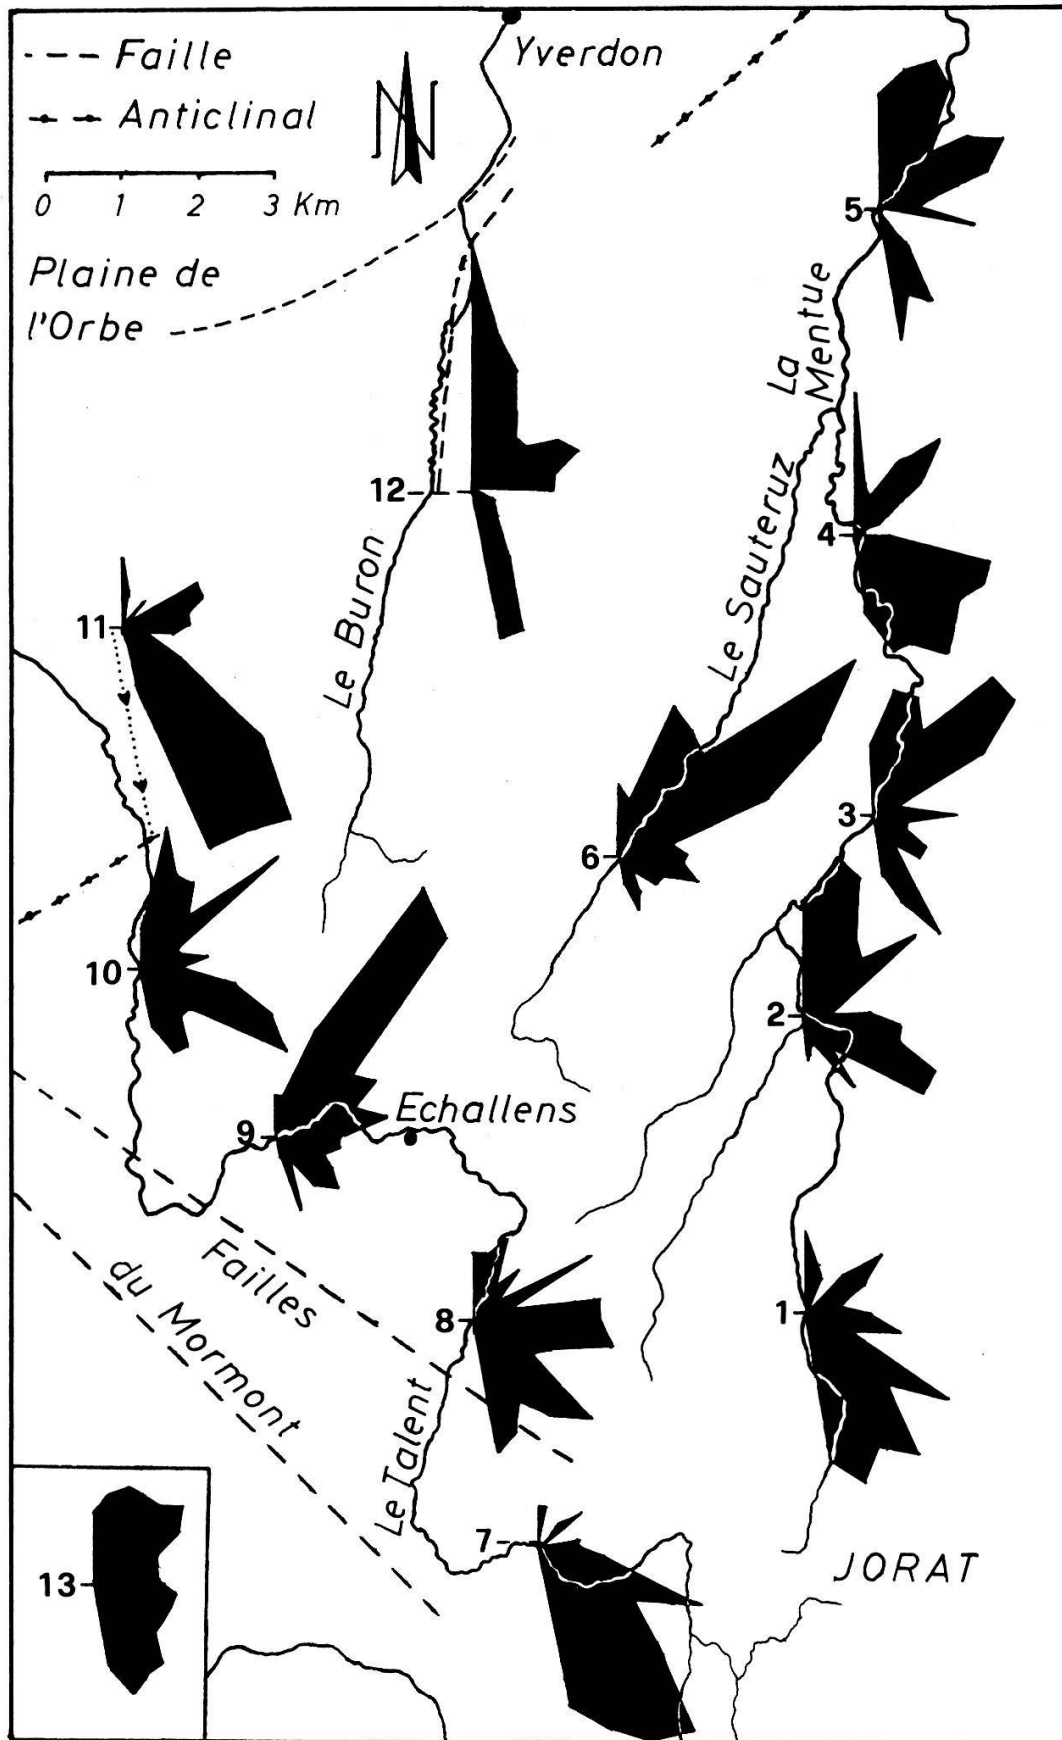 Faille
Yverdon
Anticlinal
N
0 1 2 3 Km
5
Plaine de
l'Orbe
La
Mentue
12
4
Le Buron
Le Sauteruz
11
3
6
10
2
9
Echallens
Failles
du Mormont
8
1
Le Talent
7
13
JORAT